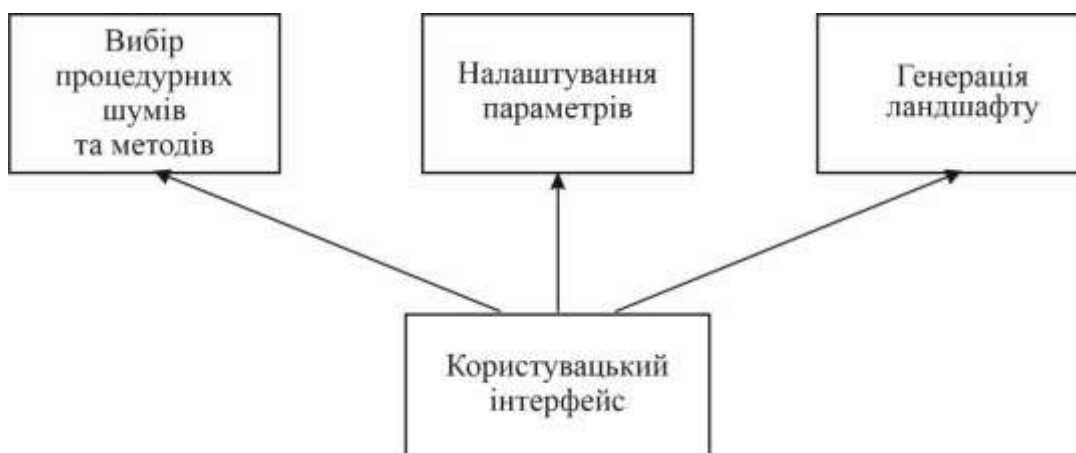 Вибір
процедурних
шумів
та методів
Налаштування
параметрів
Генерація
ландшафту
Користувацький
інтерфейс